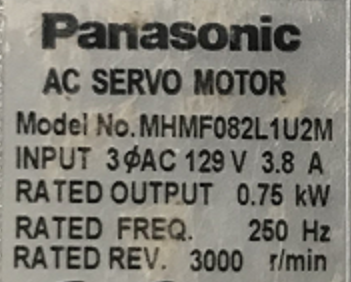 Panasonic
AC SERVO MOTOR
Model No. MHMF082L1U2M
INPUT 3ϕAC 129 V 3.8 A
RATED OUTPUT 0.75 kW
RATED FREQ. 250 Hz
RATED REV. 3000 r/min